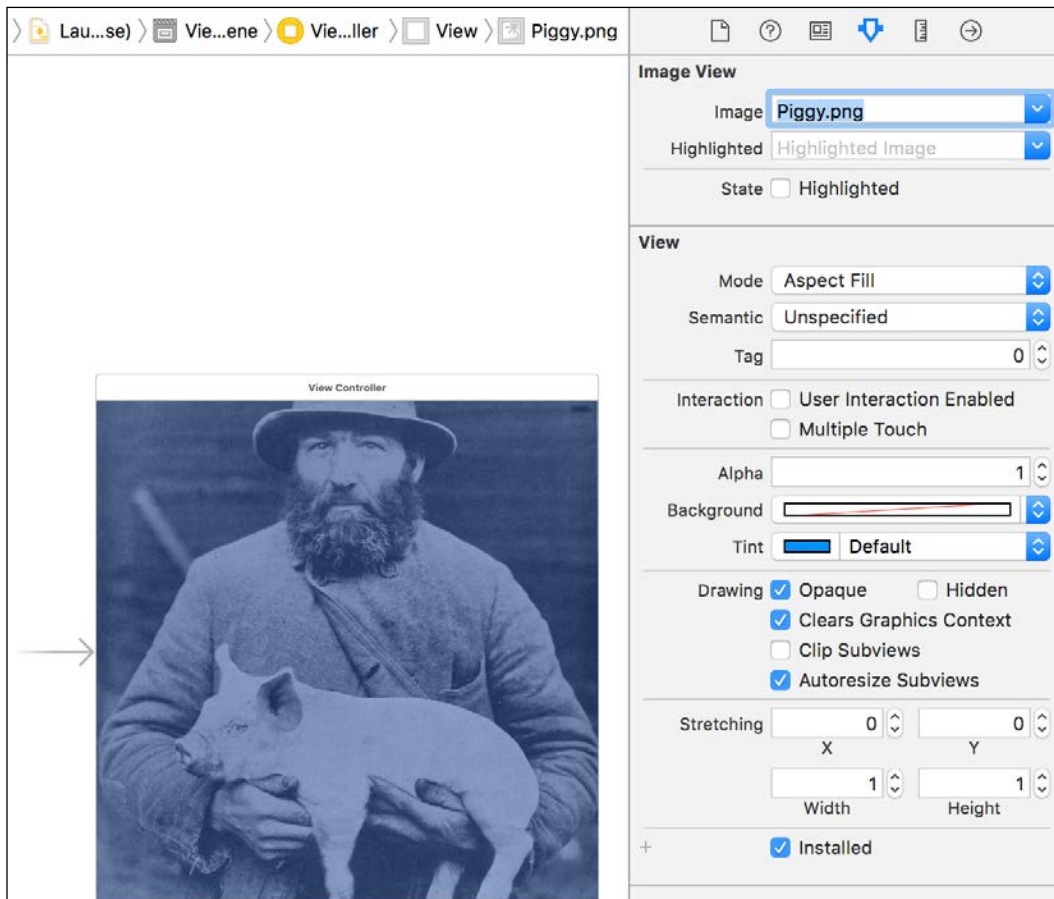 Lau...se) Vie...ene Vie...ller View Piggy.png
Image View
Image Piggy.png
Highlighted Highlighted Image
State Highlighted
View
Mode Aspect Fill
Semantic Unspecified
Tag 0
View Controller
Interaction User Interaction Enabled
Multiple Touch
Alpha 1
Background
Tint Default
Drawing Opaque Hidden
Clears Graphics Context
Clip Subviews
Autoresize Subviews
Stretching 0 0
X Y
1 1
Width Height
Installed